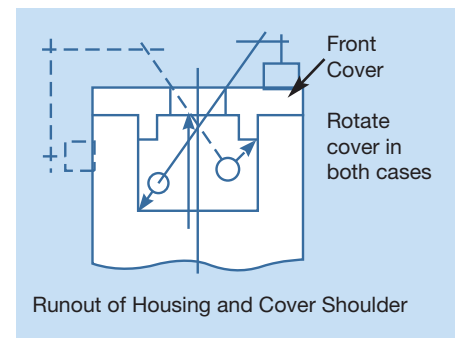 Front
Cover
Rotate
cover in
both cases
Runout of Housing and Cover Shoulder